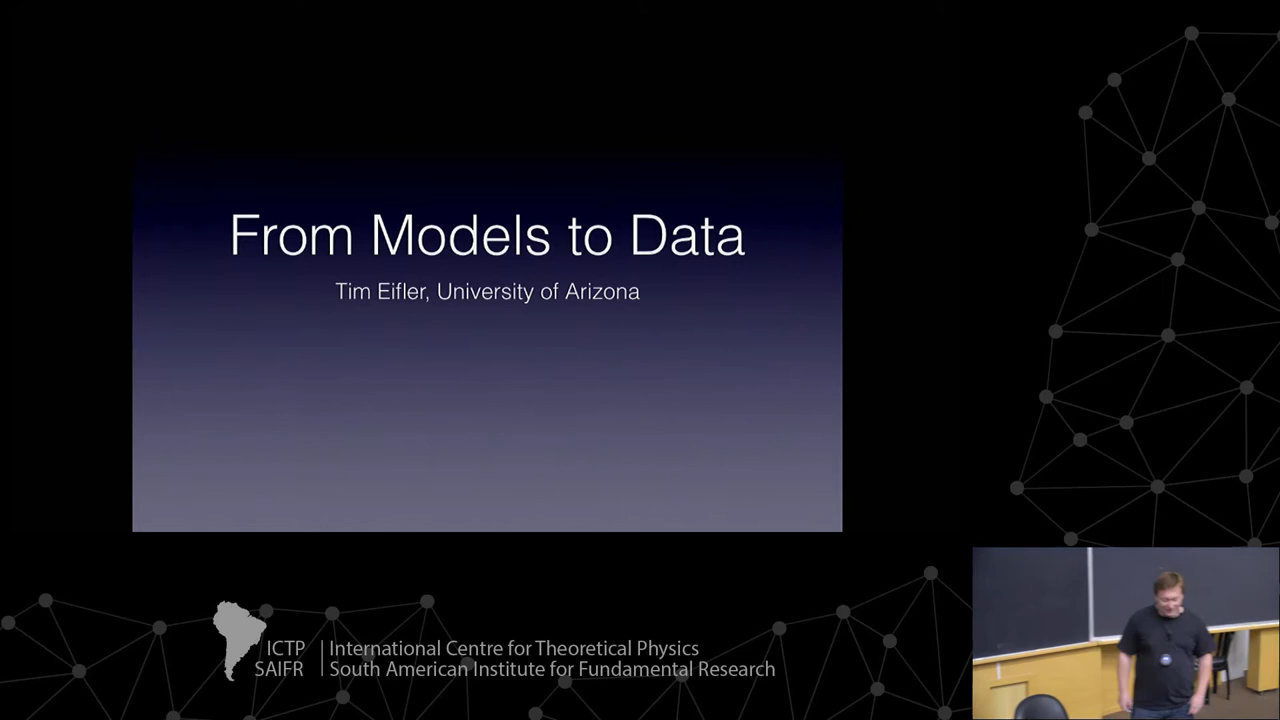 From Models to Data
Tim Eifler, University of Arizona
ICTP
SAIFR
International Centre for Theoretical Physics
South American Institute for Fundamental Research